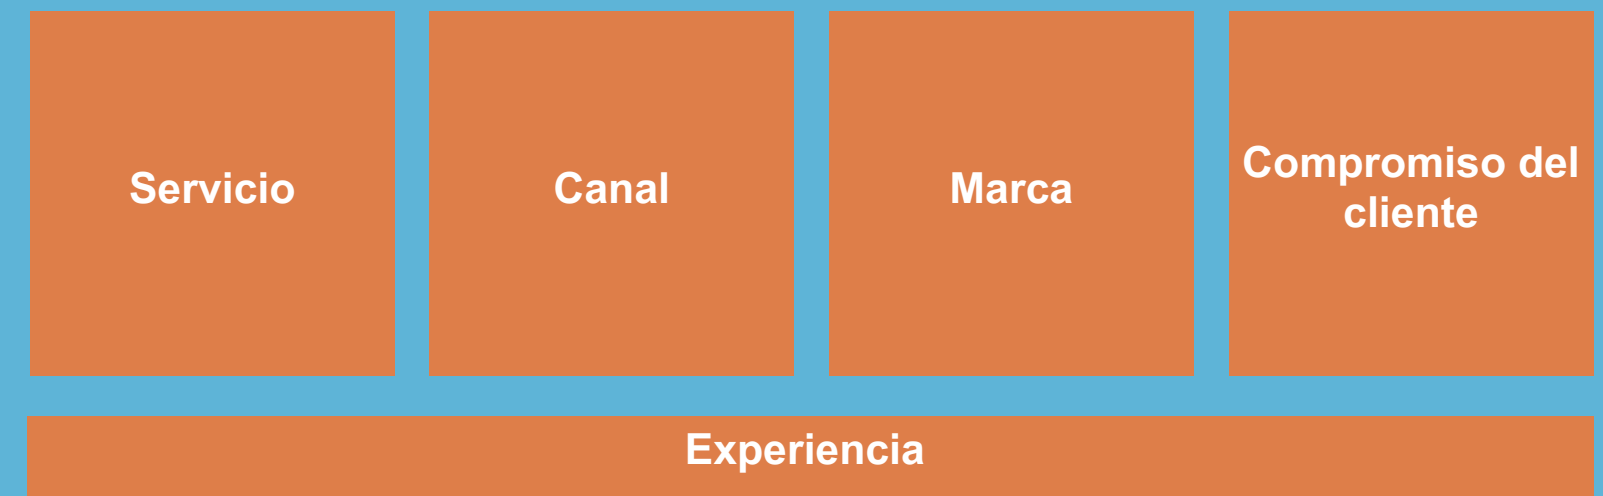 Servicio
Canal
Marca
Compromiso del
cliente
Experiencia